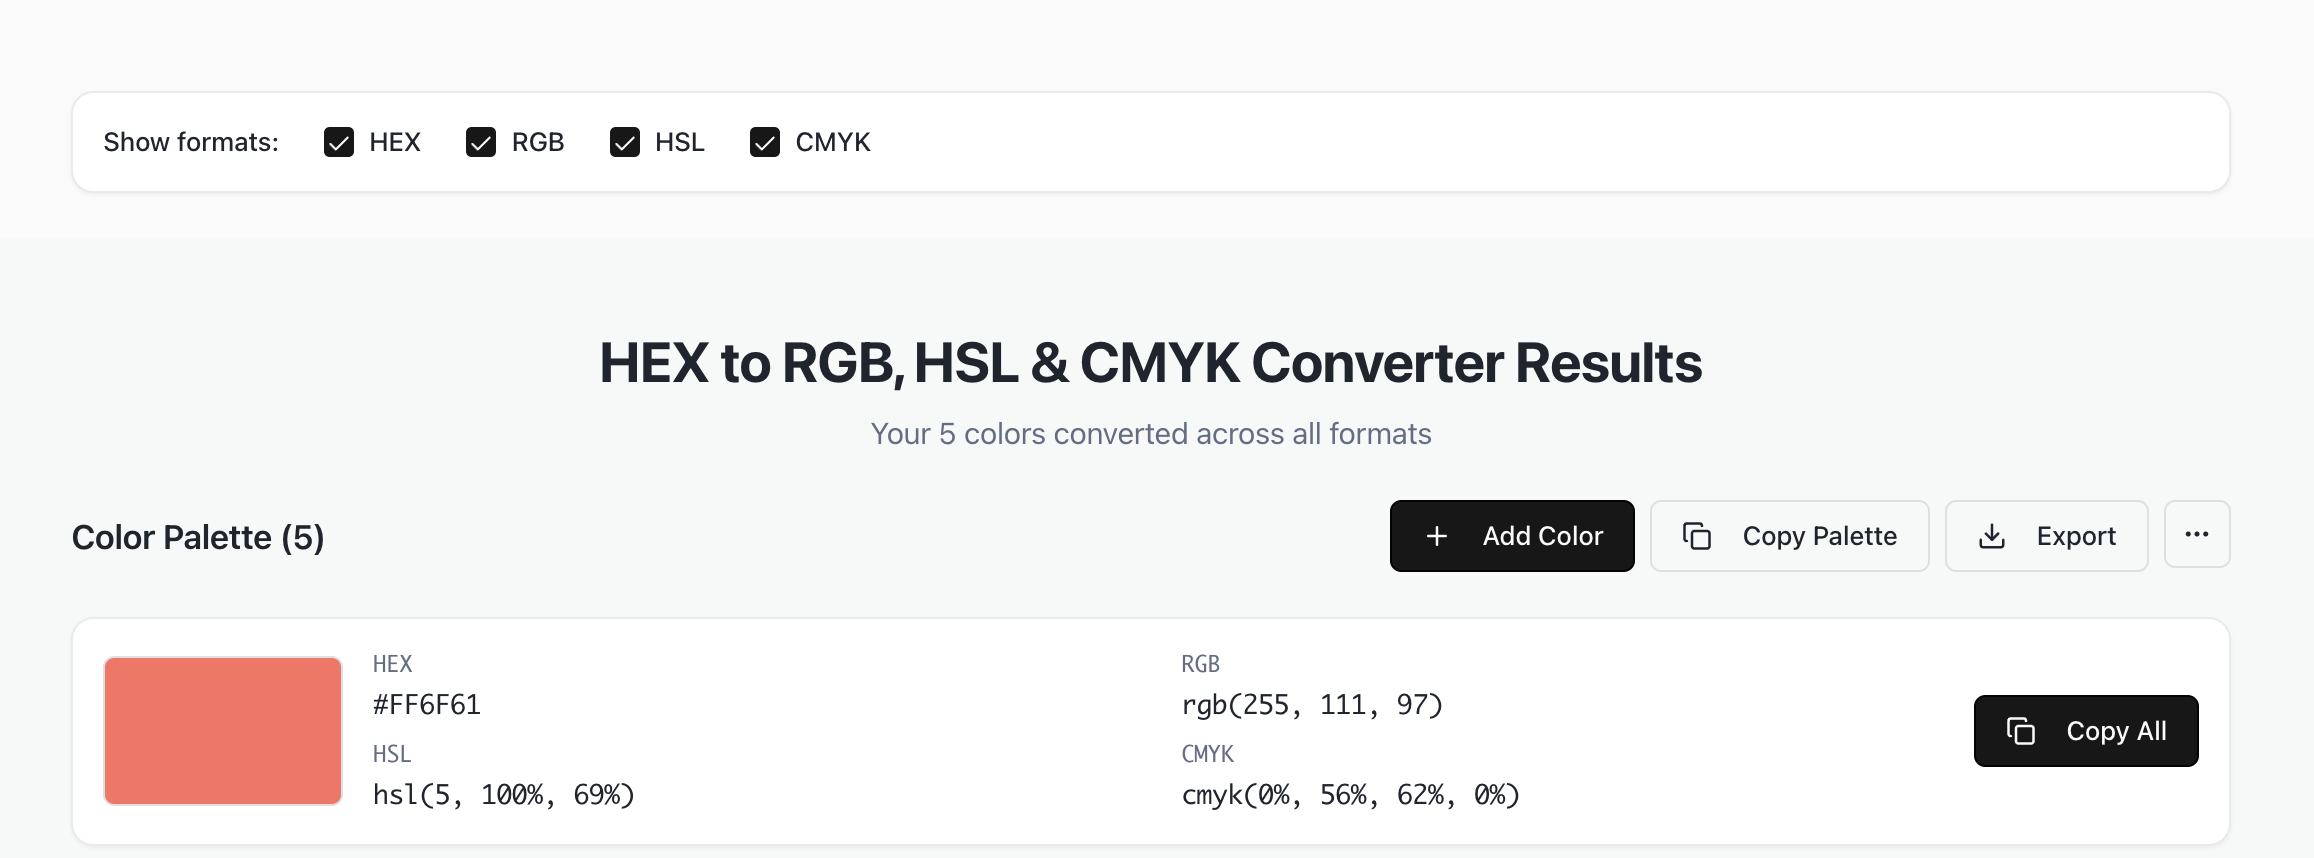 Show formats: HEX RGB HSL CMYK
HEX to RGB, HSL & CMYK Converter Results
Your 5 colors converted across all formats
Color Palette (5)
Add Color Copy Palette Export
HEX
#FF6F61
RGB
rgb(255, 111, 97)
HSL
hsl(5, 100%, 69%)
CMYK
cmyk(0%, 56%, 62%, 0%)
Copy All